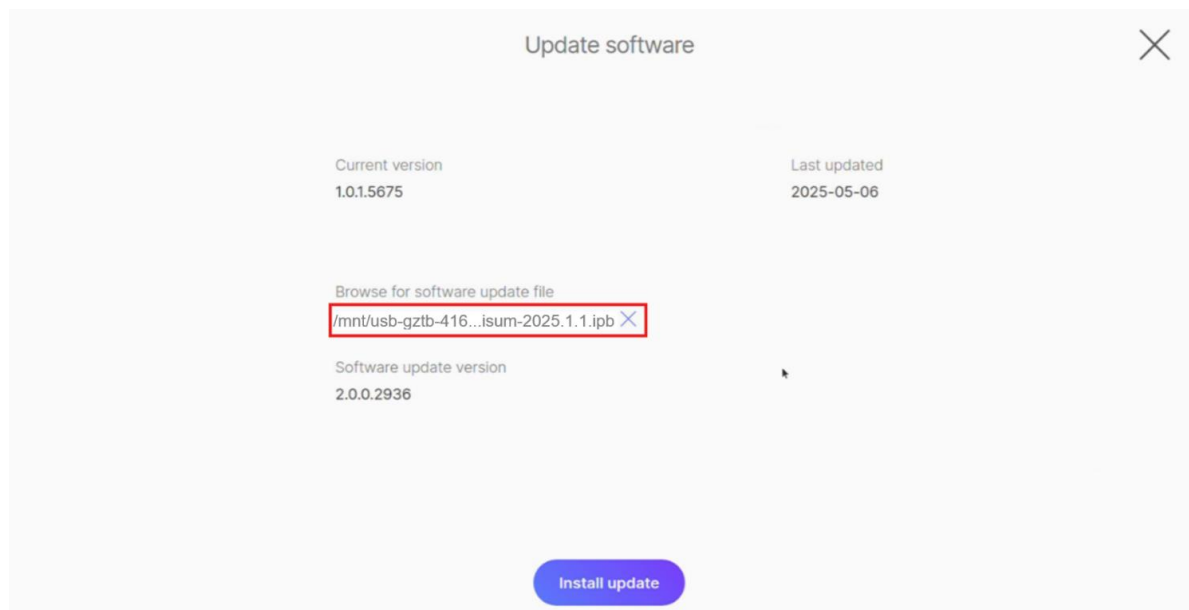 Update software
Current version
1.0.1.5675
Last updated
2025-05-06
Browse for software update file
/mnt/usb-gztb-416...isum-2025.1.1.ipb
Software update version
2.0.0.2936
Install update